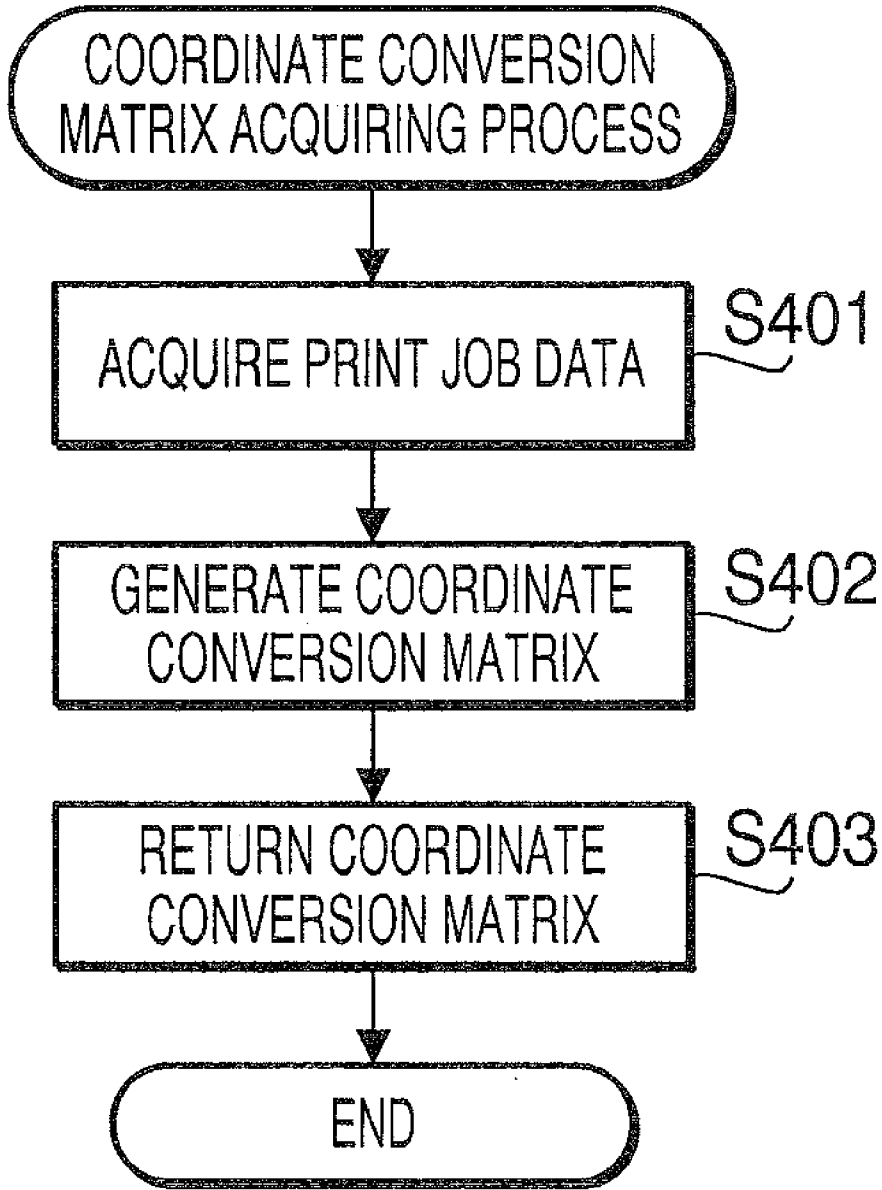 COORDINATE CONVERSION
MATRIX ACQUIRING PROCESS
ACQUIRE PRINT JOB DATA
S401
GENERATE COORDINATE
CONVERSION MATRIX
S402
RETURN COORDINATE
CONVERSION MATRIX
S403
END